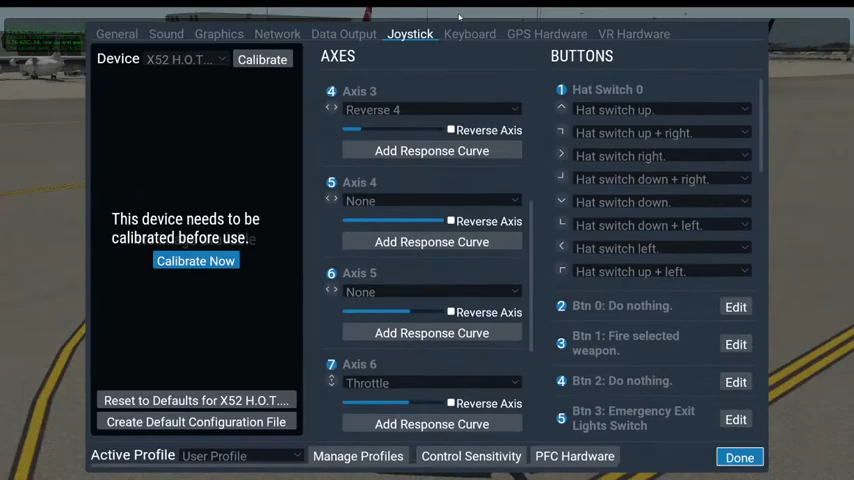 General Sound Graphics Network Data Output Joystick Keyboard GPS Hardware VR Hardware
Device X52 H.O.T.... Calibrate
This device needs to be
calibrated before use.
Calibrate Now
Reset to Defaults for X52 H.O.T....
Create Default Configuration File
AXES
4 Axis 3
Reverse 4
Reverse Axis
Add Response Curve
5 Axis 4
None
Reverse Axis
Add Response Curve
6 Axis 5
None
Reverse Axis
Add Response Curve
7 Axis 6
Throttle
Reverse Axis
Add Response Curve
BUTTONS
1 Hat Switch 0
Hat switch up.
Hat switch up + right.
Hat switch right.
Hat switch down + right.
Hat switch down.
Hat switch down + left.
Hat switch left.
Hat switch up + left.
2 Btn 0: Do nothing. Edit
3 Btn 1: Fire selected
weapon. Edit
4 Btn 2: Do nothing. Edit
5 Btn 3: Emergency Exit
Lights Switch Edit
Active Profile User Profile Manage Profiles Control Sensitivity PFC Hardware Done